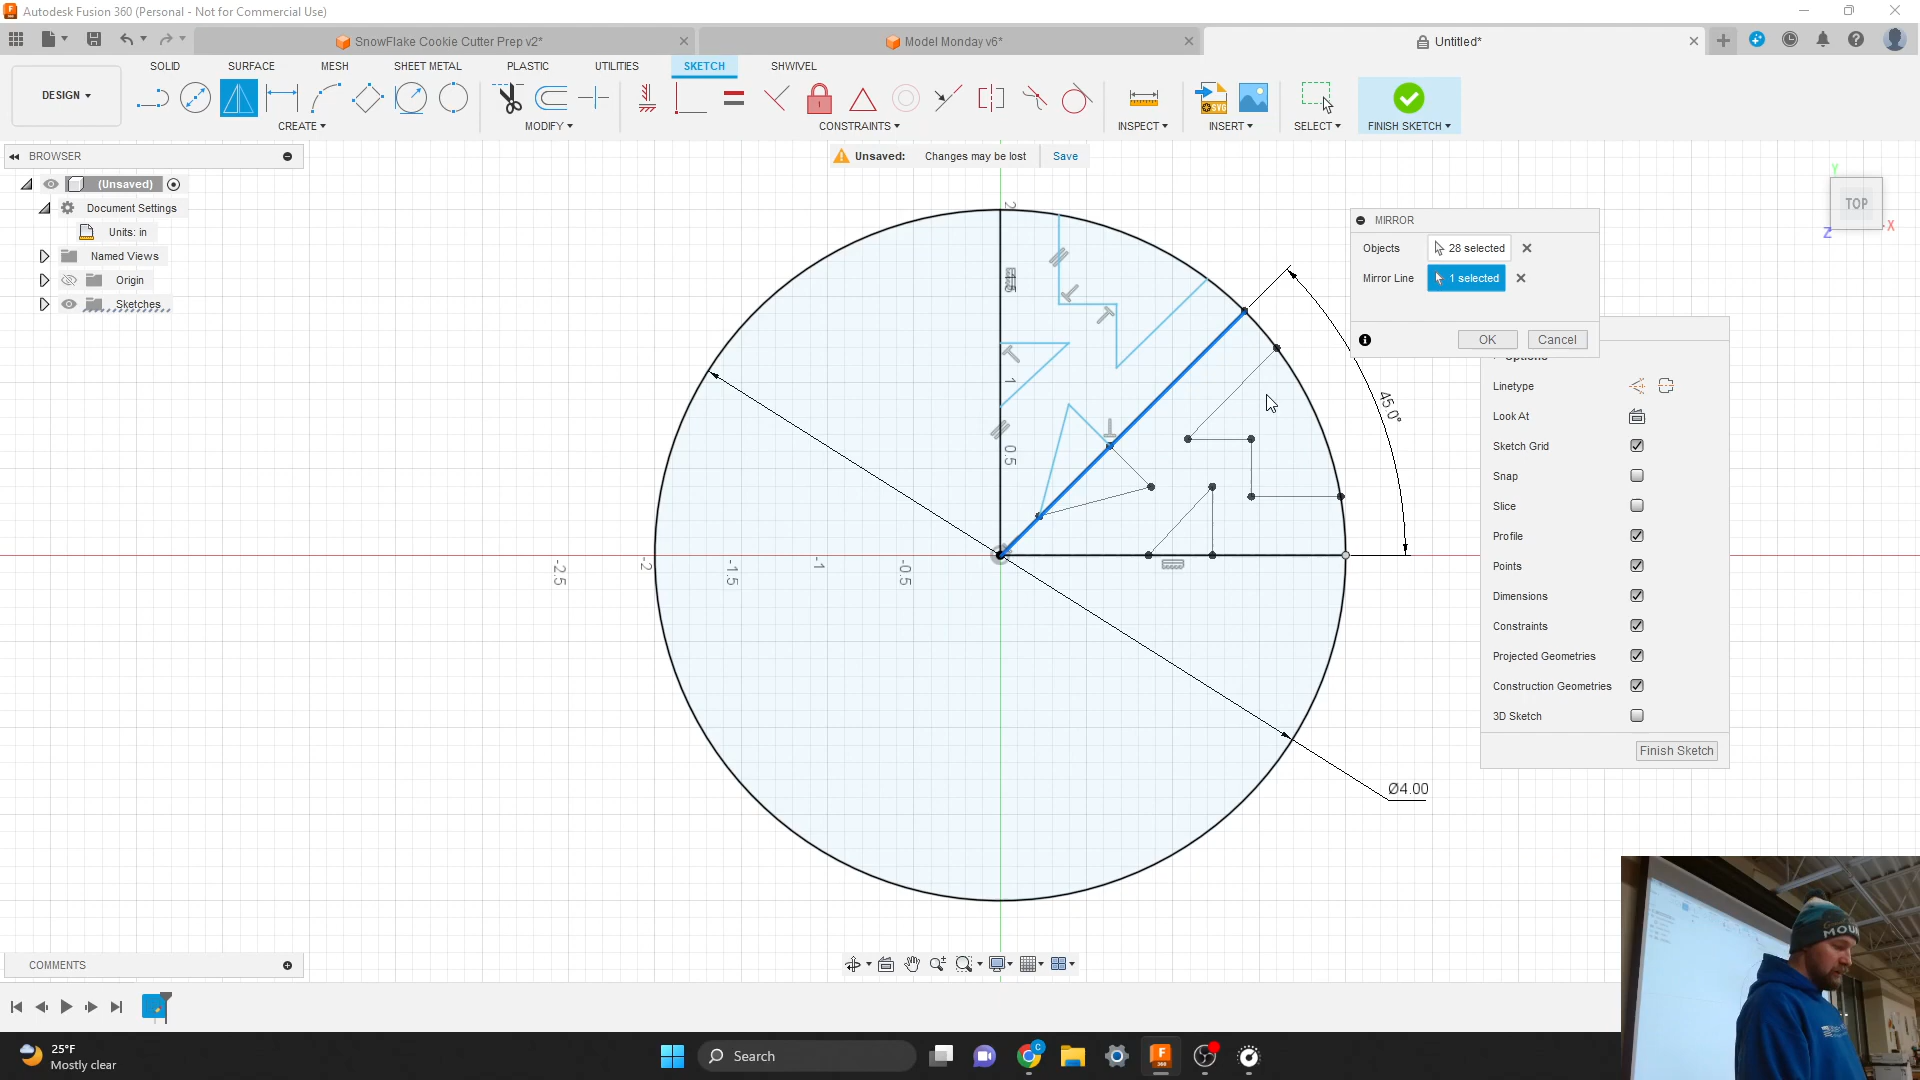 Autodesk Fusion 360 (Personal - Not for Commercial Use)
SnowFlake Cookie Cutter Prep v2*
Model Monday v6*
Untitled*
DESIGN
SOLID
SURFACE
MESH
SHEET METAL
PLASTIC
UTILITIES
SKETCH
SHWIVEL
CREATE
MODIFY
CONSTRAINTS
INSPECT
INSERT
SELECT
FINISH SKETCH
SVG
BROWSER
Unsaved: Changes may be lost Save
(Unsaved)
Document Settings
Units: in
Named Views
Origin
Sketches
TOP
Y
X
Z
MIRROR
Objects 28 selected
Mirror Line 1 selected
OK Cancel
Options
Linetype
Look At
Sketch Grid
Snap
Slice
Profile
Points
Dimensions
Constraints
Projected Geometries
Construction Geometries
3D Sketch
Finish Sketch
2
1
0.5
-2.5
-2
-1.5
-1
-0.5
45.0°
Ø4.00
COMMENTS
MOU
25°F
Mostly clear
Search
C
F
360